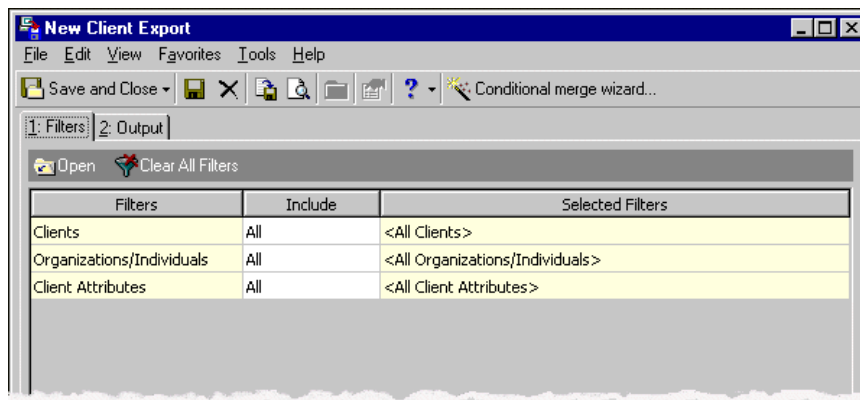 New Client Export
File Edit View Favorites Tools Help
Save and Close ? Conditional merge wizard...
1: Filters 2: Output
Open Clear All Filters
Filters Include Selected Filters
Clients All <All Clients>
Organizations/Individuals All <All Organizations/Individuals>
Client Attributes All <All Client Attributes>